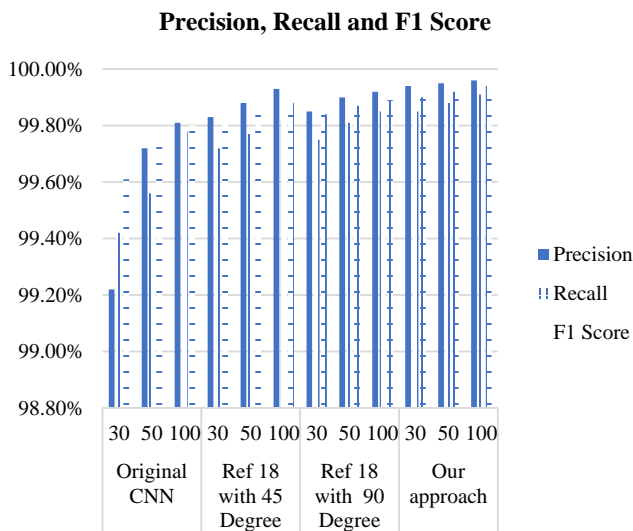 Precision, Recall and F1 Score
100.00%
99.80%
99.60%
99.40%
99.20%
99.00%
98.80%
30 50 100 30 50 100 30 50 100 30 50 100
Original Ref 18 Ref 18 Our
CNN with 45 with 90 approach
Degree Degree
Precision
Recall
F1 Score